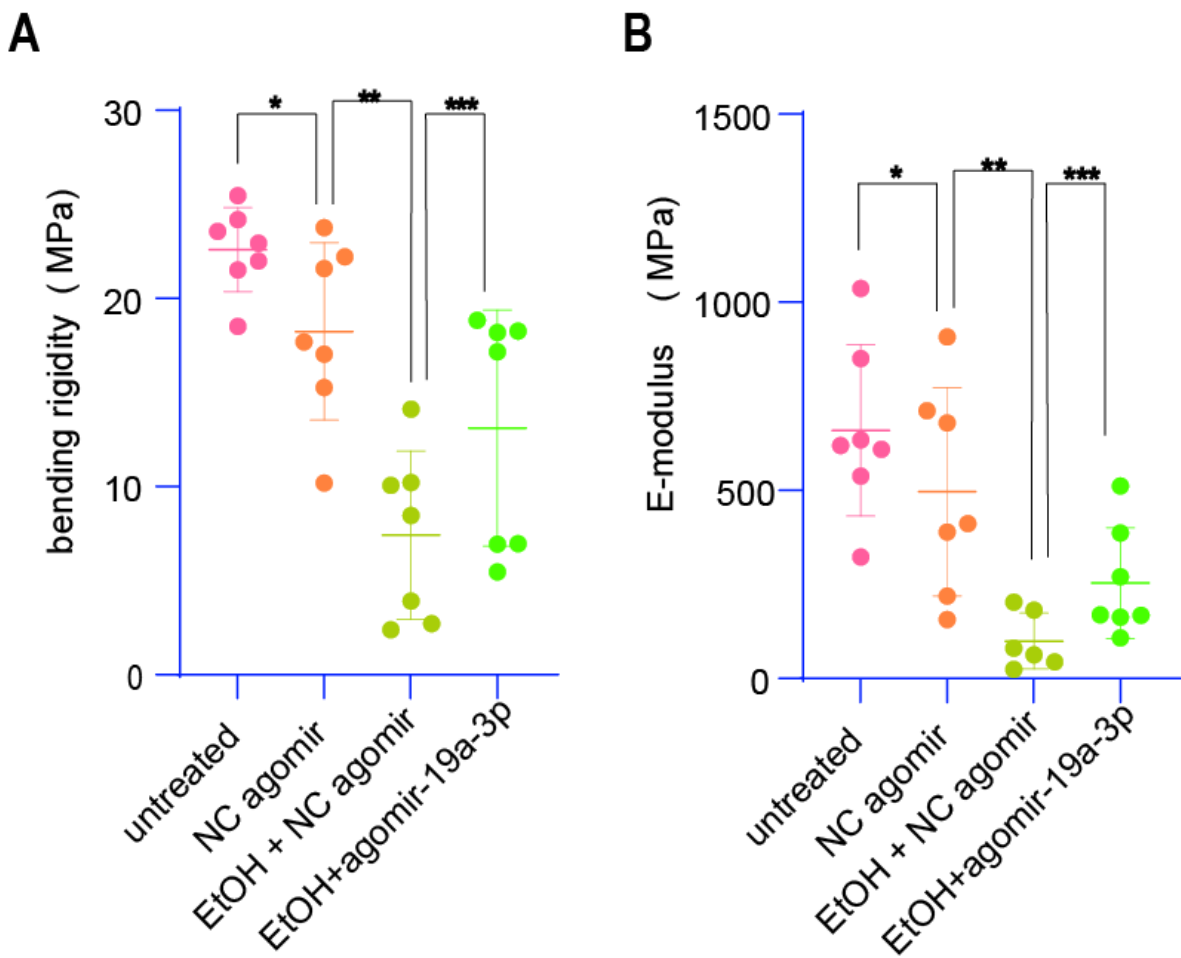 A
bending rigidity ( MPa)
30
20
10
0
*
**
***
untreated
NC agomir
EtOH + NC agomir
EtOH+agomir-19a-3p
B
E-modulus ( MPa)
1500
1000
500
0
*
**
***
untreated
NC agomir
EtOH + NC agomir
EtOH+agomir-19a-3p